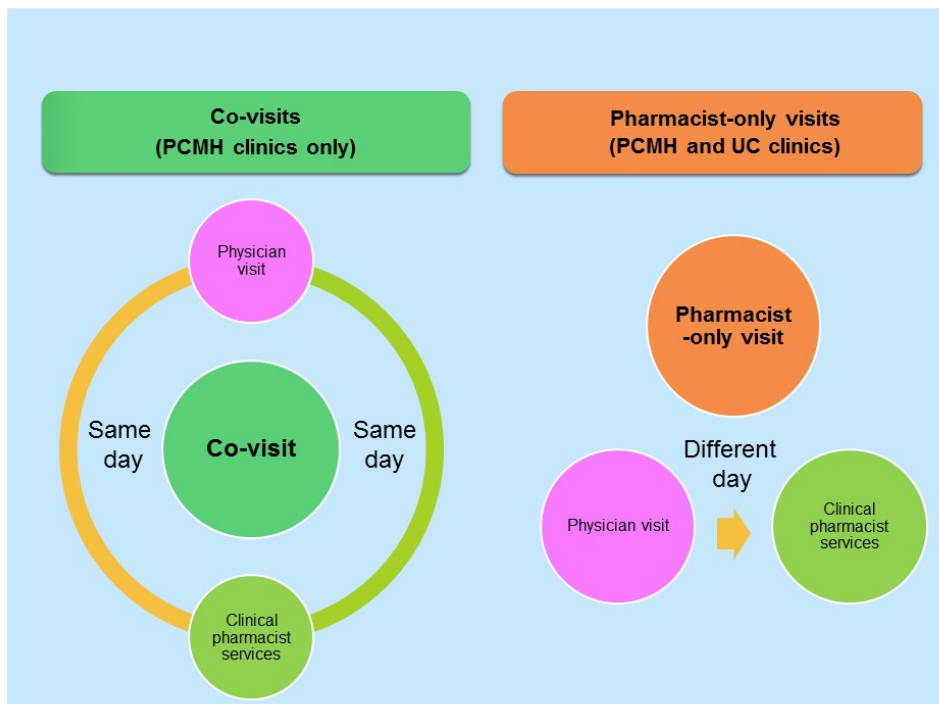 Co-visits
(PCMH clinics only)
Physician
visit
Same
day
Co-visit
Same
day
Clinical
pharmacist
services
Pharmacist-only visits
(PCMH and UC clinics)
Pharmacist
-only visit
Different
day
Physician visit
Clinical
pharmacist
services